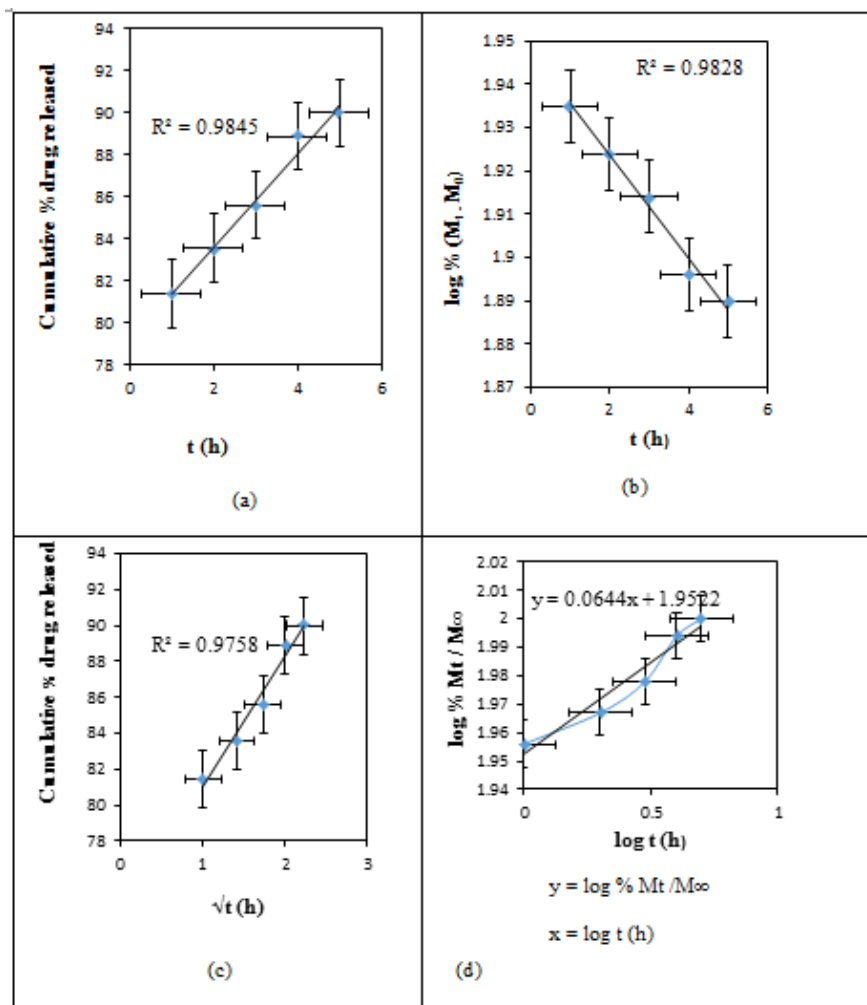 94
92
90
88
86
84
82
80
78
R² = 0.9845
Cumulative % drug released
0 2 4 6
t (h)
(a)
1.95
1.94
1.93
1.92
1.91
1.9
1.89
1.88
1.87
R² = 0.9828
log % (M₁ - M₀)
0 2 4 6
t (h)
(b)
94
92
90
88
86
84
82
80
78
R² = 0.9758
Cumulative % drug released
0 1 2 3
√t (h)
(c)
2.02
2.01
2
1.99
1.98
1.97
1.96
1.95
1.94
y = 0.0644x + 1.9522
log % Mt / M∞
0 0.5 1
log t (h)
y = log % Mt /M∞
x = log t (h)
(d)